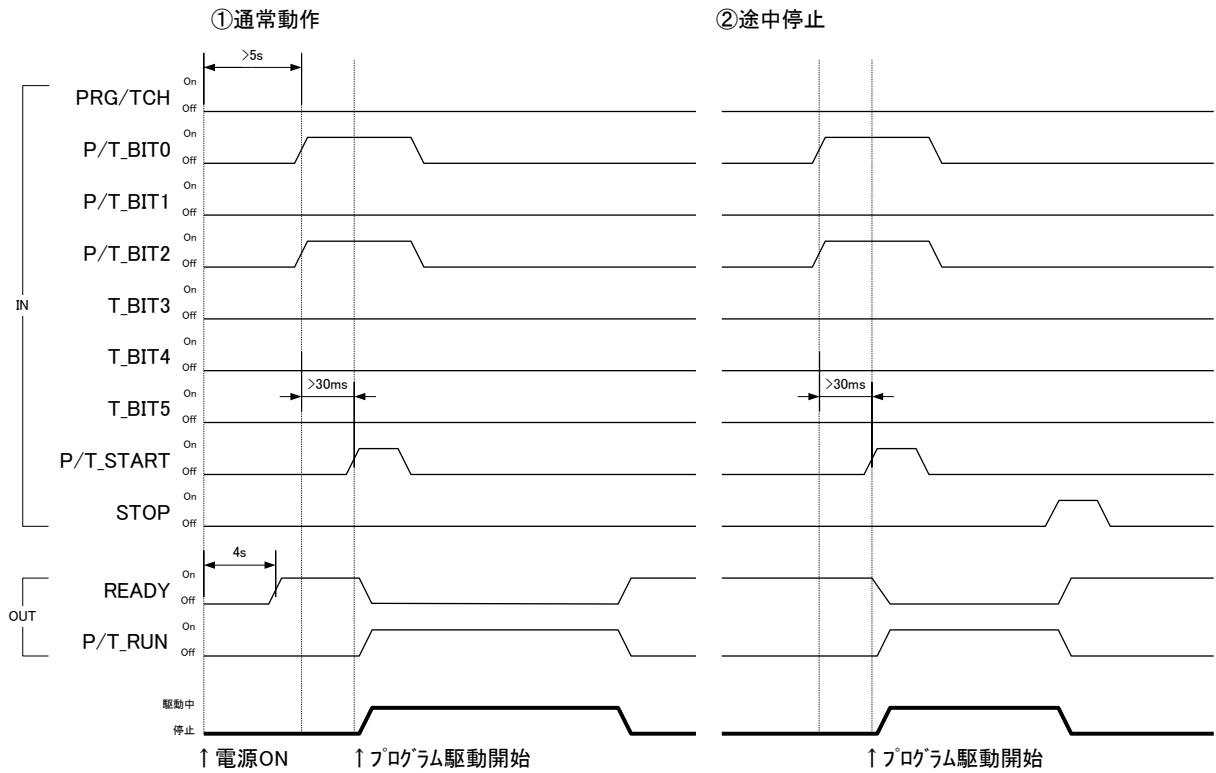 ①通常動作
②途中停止
>5s
IN
PRG/TCH On Off
P/T_BIT0 On Off
P/T_BIT1 On Off
P/T_BIT2 On Off
T_BIT3 On Off
T_BIT4 On Off
>30ms
>30ms
T_BIT5 On Off
P/T_START On Off
STOP On Off
4s
OUT
READY On Off
P/T_RUN On Off
駆動中
停止
↑電源ON
↑プログラム駆動開始
↑プログラム駆動開始